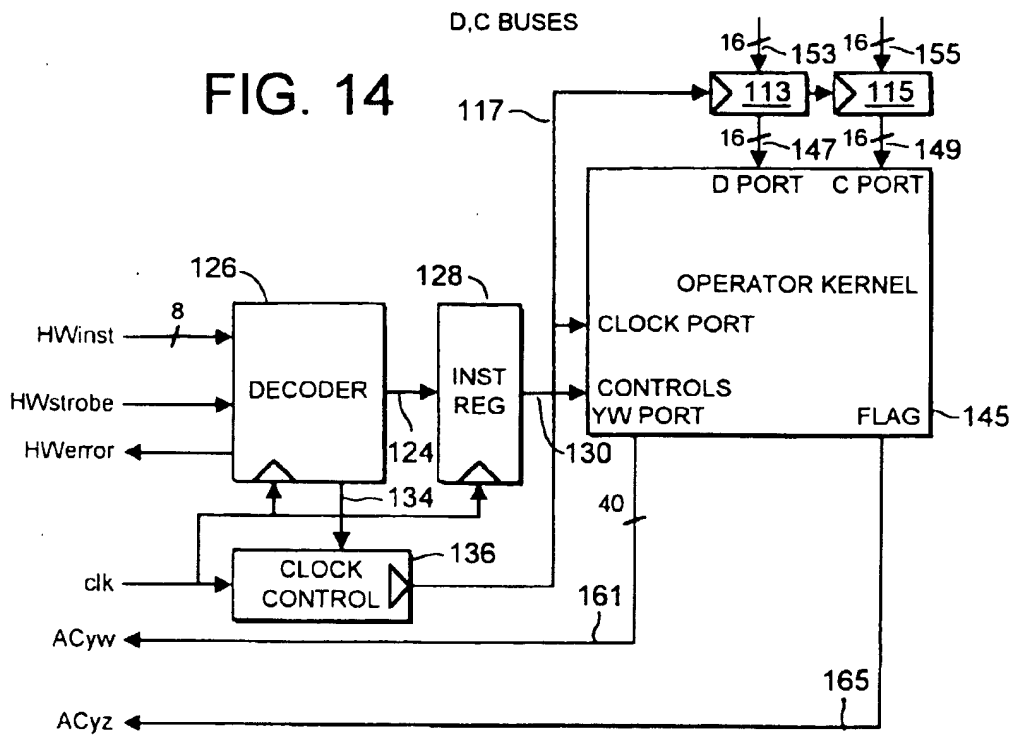 D,C BUSES
FIG. 14
16 153 16 155
117
113 115
16 147 16 149
D PORT C PORT
OPERATOR KERNEL
126 128
HWinst 8
CLOCK PORT
DECODER INST REG
HWstrobe
CONTROLS
YW PORT FLAG 145
HWerror
124 130
134
40
136
clk CLOCK CONTROL
161
ACyw
165
ACyz